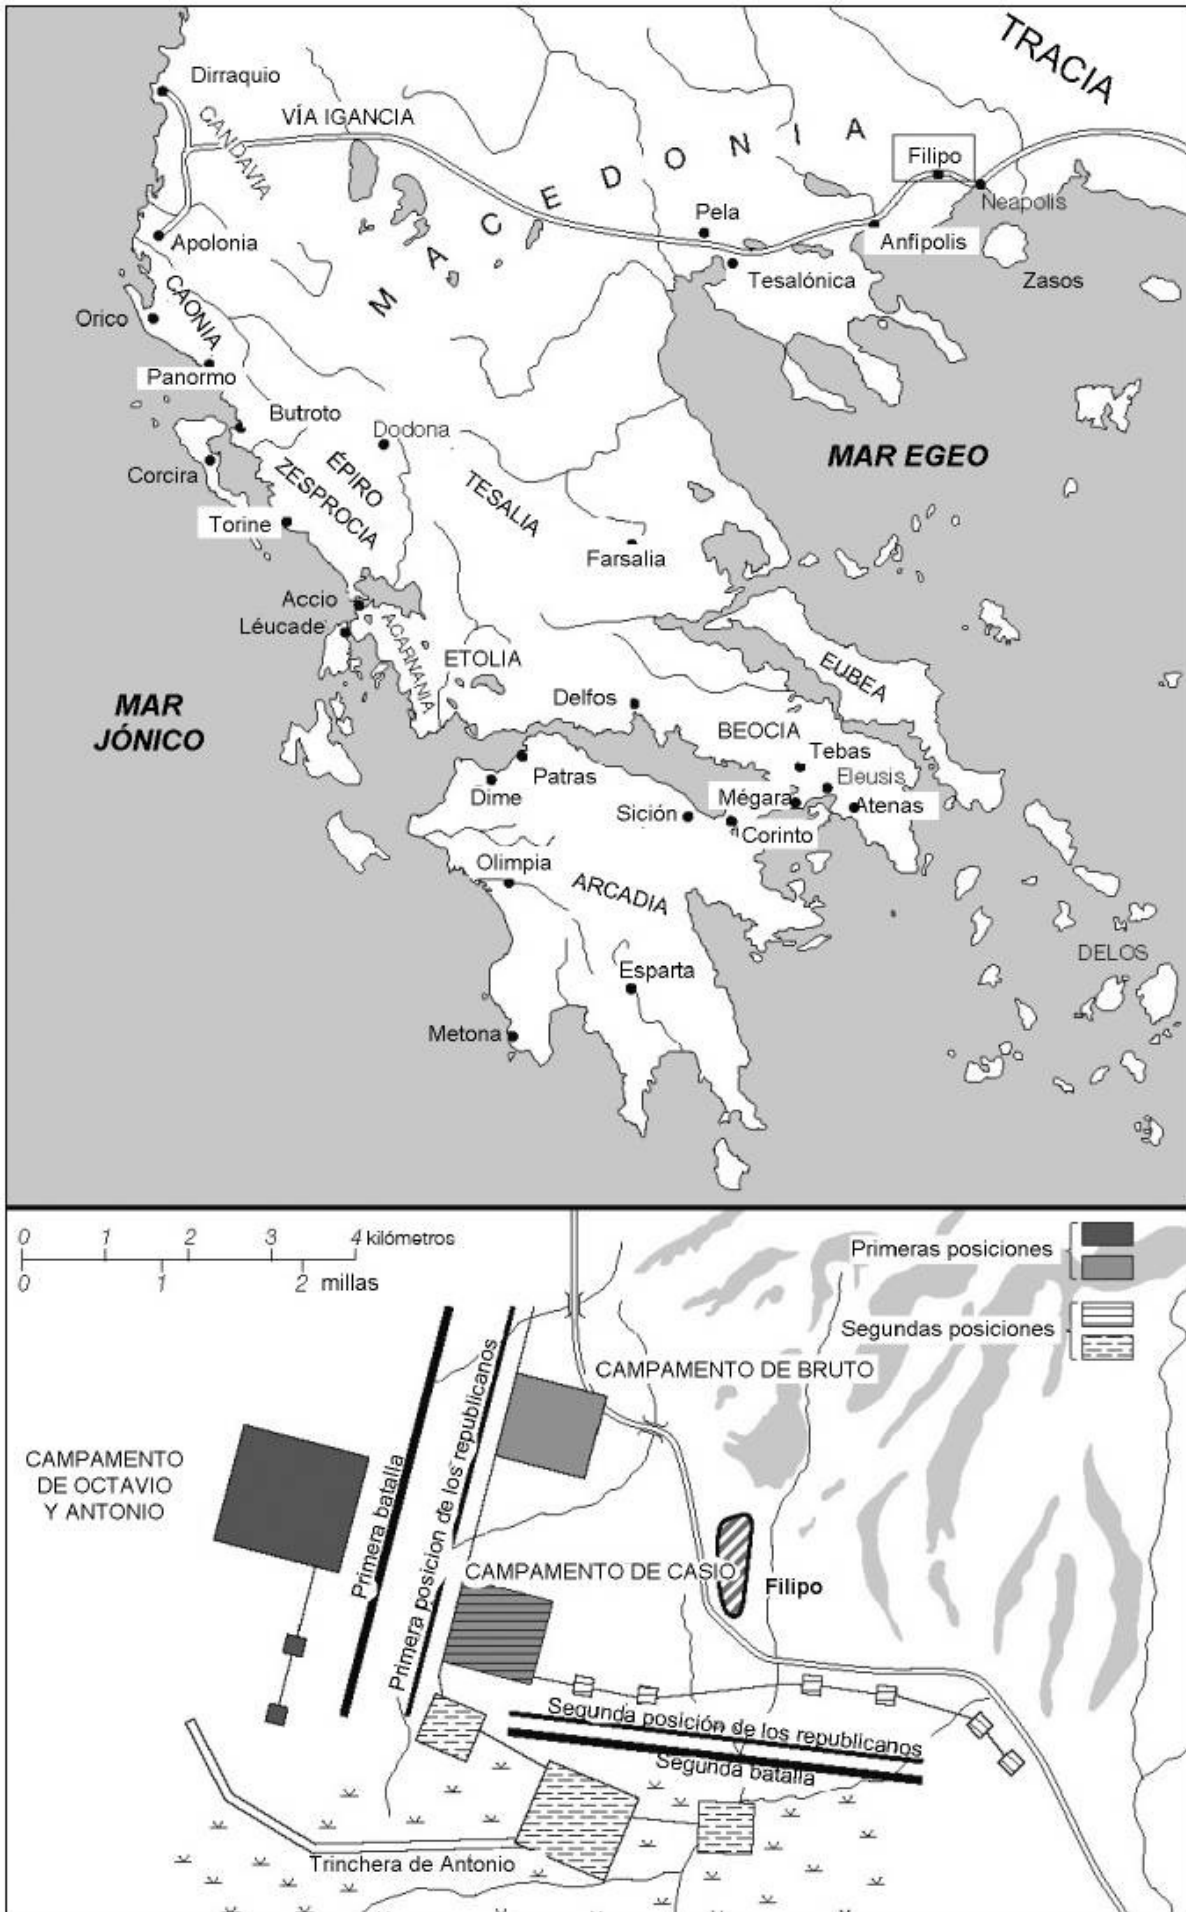 TRACIA
Dirraquio
CANDAVIA
VÍA IGANCIA
MACEDONIA
Filipo
Neapolis
Pela
Anfipolis
Apolonia
Tesalónica
Zasos
CAONIA
Orico
Panormo
Butroto
Dodona
MAR EGEO
Corcira
ÉPIRO
ZESPROCIA
TESALIA
Torine
Farsalia
Accio
Léucade
ACARNANIA
ETOLIA
EUBEA
Delfos
MAR
JÓNICO
BEOCIA
Tebas
Patras
Eleusis
Dime
Mégara
Atenas
Sición
Corinto
Olimpia
ARCADIA
DELOS
Esparta
Metona
0 1 2 3 4 kilómetros
0 1 2 millas
Primeras posiciones
Segundas posiciones
CAMPAMENTO DE BRUTO
CAMPAMENTO
DE OCTAVIO
Y ANTONIO
Primera batalla
Primera posicion de los republicanos
CAMPAMENTO DE CASIO
Filipo
Segunda posición de los republicanos
Segunda batalla
Trinchera de Antonio